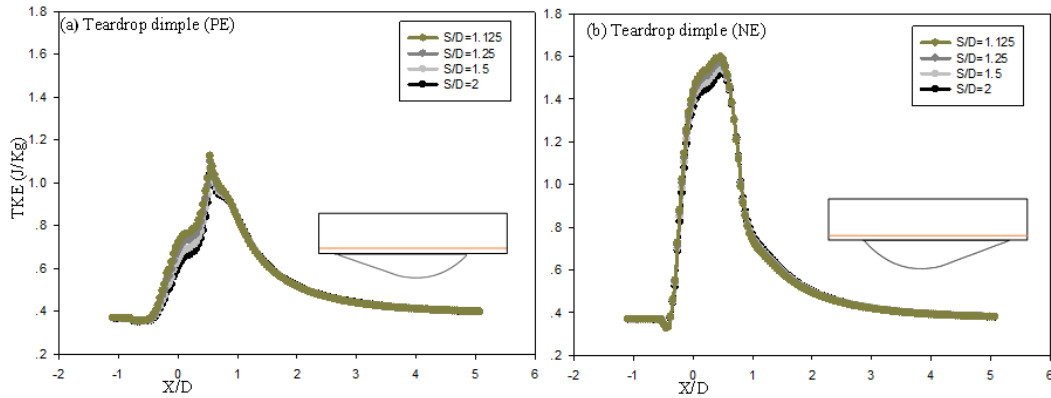 (a) Teardrop dimple (PE)
S/D=1.125
S/D=1.25
S/D=1.5
S/D=2
TKE (J/Kg)
1.8
1.6
1.4
1.2
1.0
.8
.6
.4
.2
-2 -1 0 1 2 3 4 5 6
X/D
(b) Teardrop dimple (NE)
S/D=1.125
S/D=1.25
S/D=1.5
S/D=2
1.8
1.6
1.4
1.2
1.0
.8
.6
.4
.2
-2 -1 0 1 2 3 4 5 6
X/D